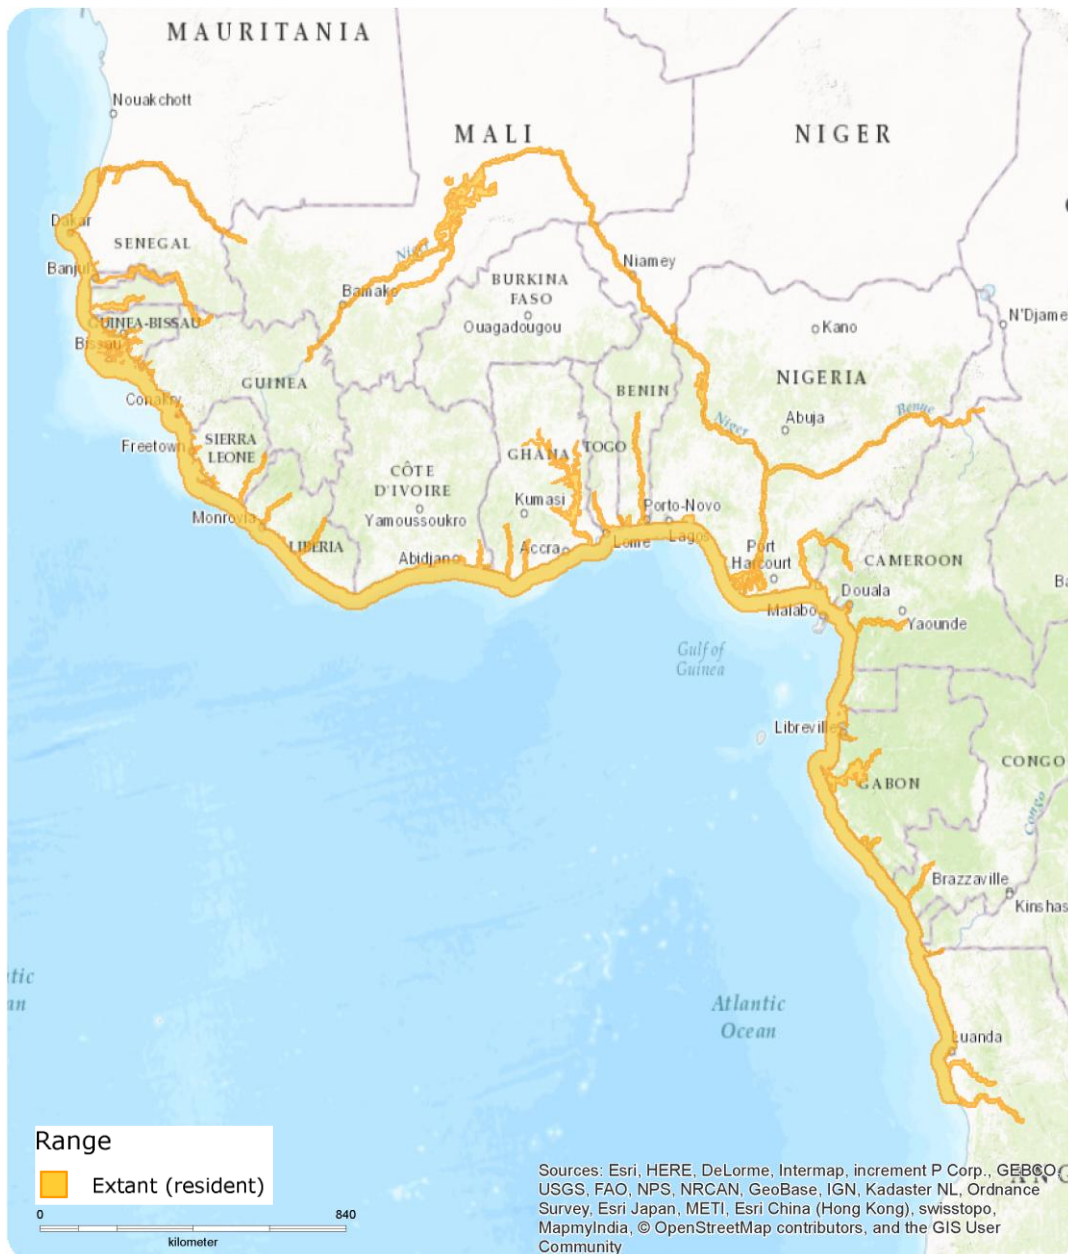 MAURITANIA
Nouakchott
MALI
NIGER
Dakar
SENEGAL
Banjul
Niger
Niamey
Bamako
BURKINA
FASO
Ouagadougou
GUINEA-BISSAU
Bissau
N'Djame
Kano
GUINEA
NIGERIA
BENIN
Conakry
Abuja
Niger
Benue
Freetown
SIERRA
LEONE
GHANA
TOGO
CÔTE
D'IVOIRE
Kumasi
Porto-Novo
Yamoussoukro
Monrovia
LIBERIA
Abidjan
Accra
Lome
Lagos
Port
Harcourt
CAMEROON
Douala
Malabo
Yaounde
Gulf of
Guinea
Libreville
GABON
CONGO
Congo
Brazzaville
Kinshas
tic
an
Atlantic
Ocean
Luanda
Range
Extant (resident)
0 840
kilometer
Sources: Esri, HERE, DeLorme, Intermap, increment P Corp., GEBCO,
USGS, FAO, NPS, NRCAN, GeoBase, IGN, Kadaster NL, Ordnance
Survey, Esri Japan, METI, Esri China (Hong Kong), swisstopo,
MapmyIndia, © OpenStreetMap contributors, and the GIS User
Community